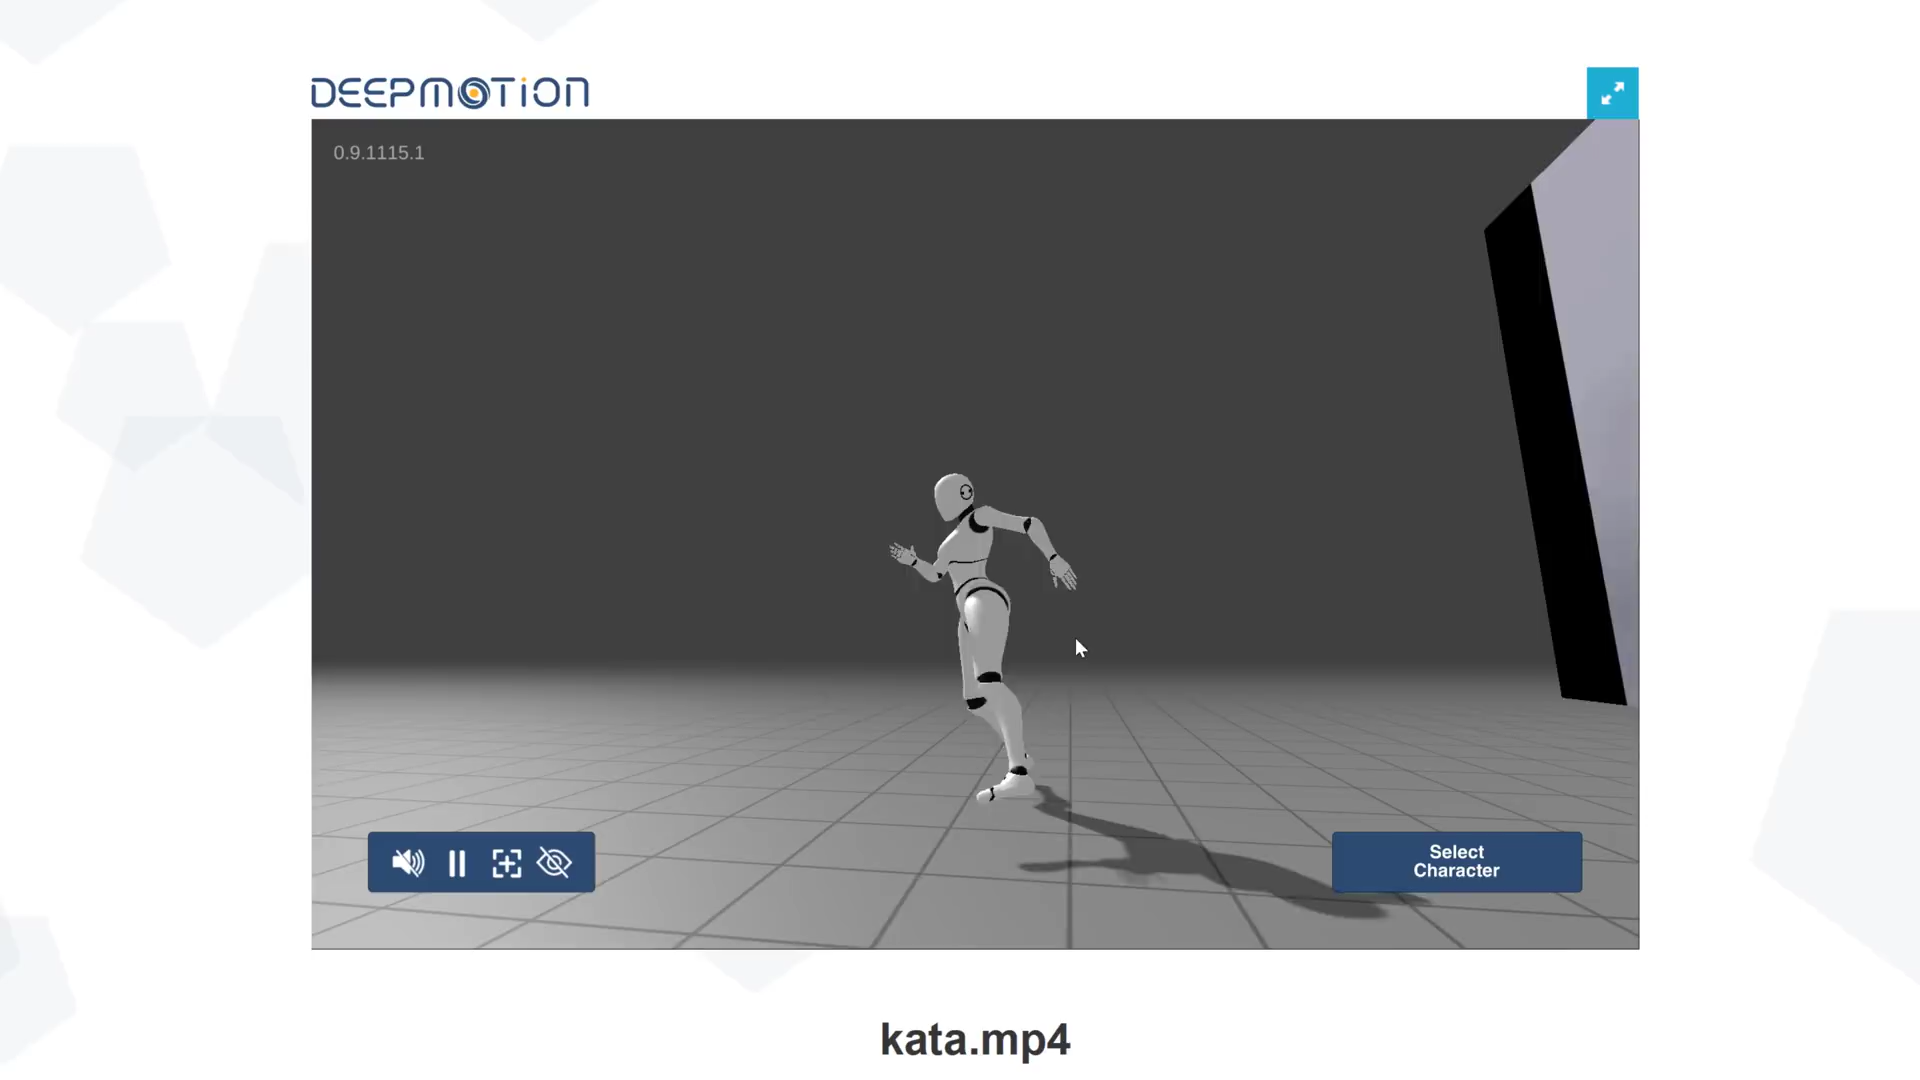 DEEPMOTION
0.9.1115.1
Select
Character
kata.mp4